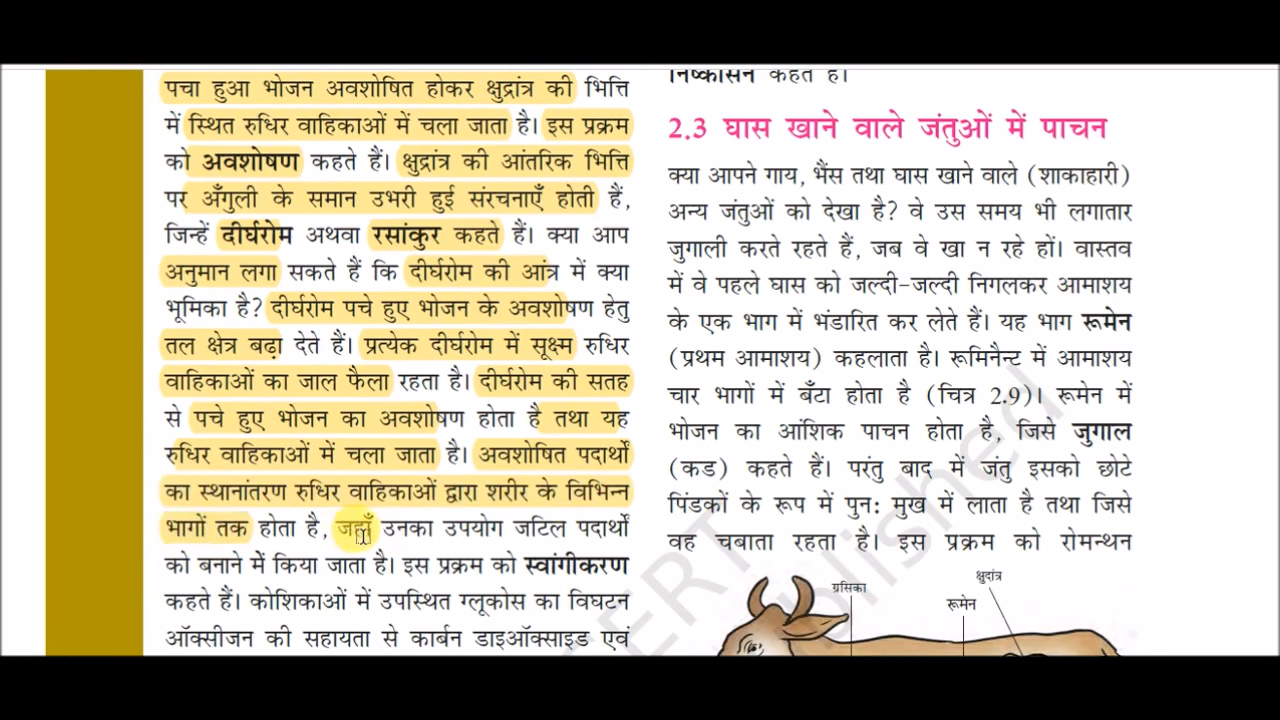 पचा हुआ भोजन अवशोषित होकर क्षुद्रांत्र की भित्ति
में स्थित रुधिर वाहिकाओं में चला जाता है। इस प्रक्रम
को अवशोषण कहते हैं। क्षुद्रांत्र की आंतरिक भित्ति
पर अँगुली के समान उभरी हुई संरचनाएँ होती हैं,
जिन्हें दीर्घरोम अथवा रसांकुर कहते हैं। क्या आप
अनुमान लगा सकते हैं कि दीर्घरोम की आंत्र में क्या
भूमिका है? दीर्घरोम पचे हुए भोजन के अवशोषण हेतु
तल क्षेत्र बढ़ा देते हैं। प्रत्येक दीर्घरोम में सूक्ष्म रुधिर
वाहिकाओं का जाल फैला रहता है। दीर्घरोम की सतह
से पचे हुए भोजन का अवशोषण होता है तथा यह
रुधिर वाहिकाओं में चला जाता है। अवशोषित पदार्थों
का स्थानांतरण रुधिर वाहिकाओं द्वारा शरीर के विभिन्न
भागों तक होता है, जहाँ उनका उपयोग जटिल पदार्थों
को बनाने में किया जाता है। इस प्रक्रम को स्वांगीकरण
कहते हैं। कोशिकाओं में उपस्थित ग्लूकोस का विघटन
ऑक्सीजन की सहायता से कार्बन डाइऑक्साइड एवं
निष्कासन कहते हैं।
2.3 घास खाने वाले जंतुओं में पाचन
क्या आपने गाय, भैंस तथा घास खाने वाले (शाकाहारी)
अन्य जंतुओं को देखा है? वे उस समय भी लगातार
जुगाली करते रहते हैं, जब वे खा न रहे हों। वास्तव
में वे पहले घास को जल्दी-जल्दी निगलकर आमाशय
के एक भाग में भंडारित कर लेते हैं। यह भाग रूमेन
(प्रथम आमाशय) कहलाता है। रूमिनैन्ट में आमाशय
चार भागों में बँटा होता है (चित्र 2.9)। रूमेन में
भोजन का आंशिक पाचन होता है, जिसे जुगाल
(कड) कहते हैं। परंतु बाद में जंतु इसको छोटे
पिंडकों के रूप में पुन: मुख में लाता है तथा जिसे
वह चबाता रहता है। इस प्रक्रम को रोमन्थन
ग्रसिका
क्षुदांत्र
रूमेन